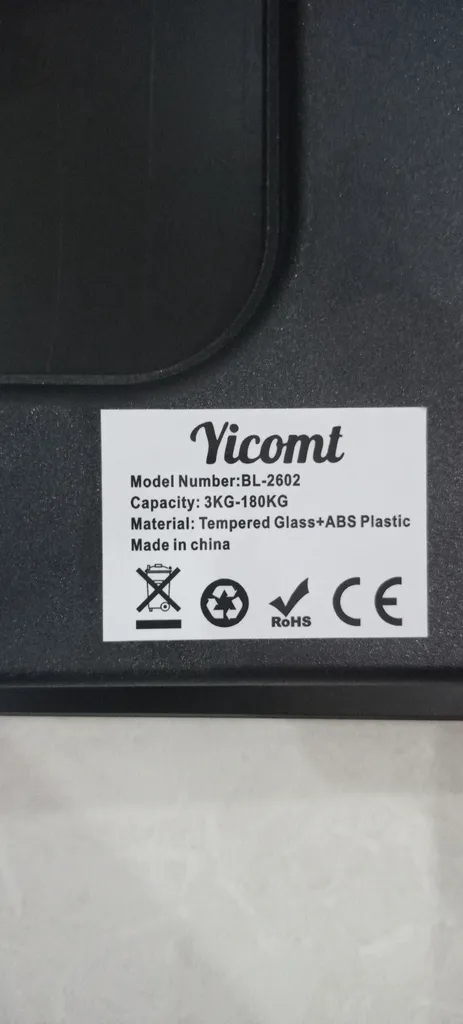 Yicomt
Model Number:BL-2602
Capacity: 3KG-180KG
Material: Tempered Glass+ABS Plastic
Made in china
RoHS
CE